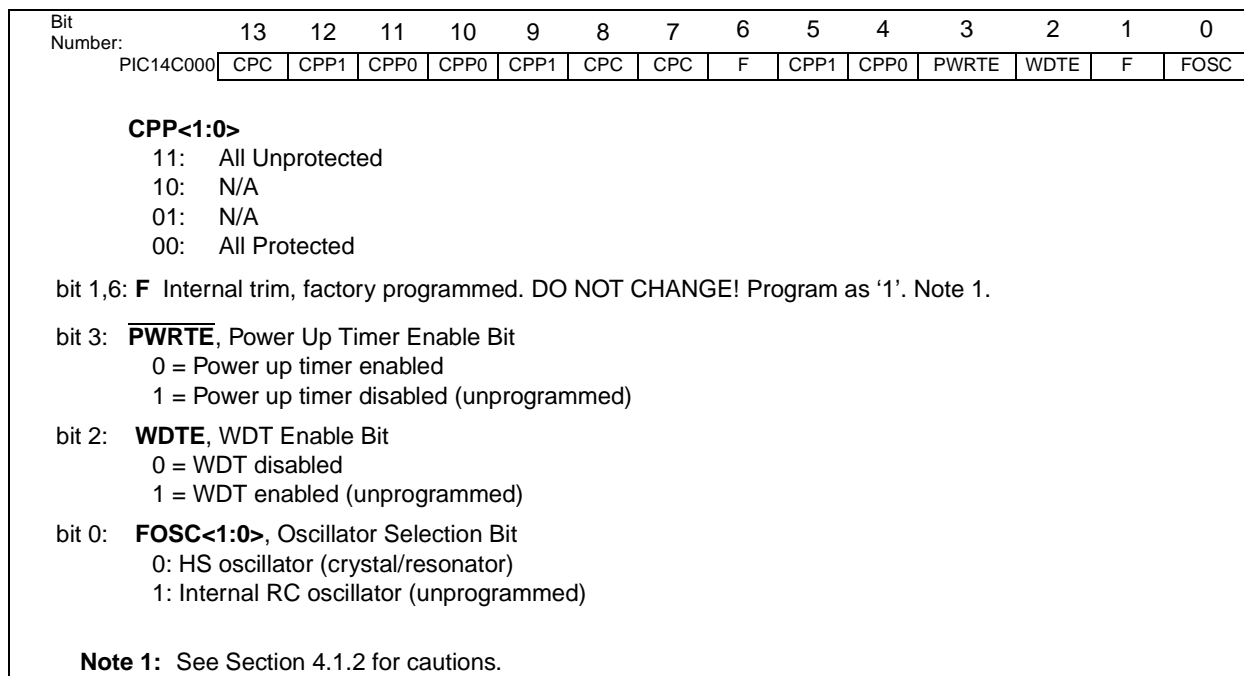 Bit
Number:
13 12 11 10 9 8 7 6 5 4 3 2 1 0
PIC14C000 CPC CPP1 CPP0 CPP0 CPP1 CPC CPC F CPP1 CPP0 PWRTE WDTE F FOSC
CPP<1:0>
11: All Unprotected
10: N/A
01: N/A
00: All Protected
bit 1,6: F Internal trim, factory programmed. DO NOT CHANGE! Program as ‘1’. Note 1.
bit 3: PWRTE, Power Up Timer Enable Bit
0 = Power up timer enabled
1 = Power up timer disabled (unprogrammed)
bit 2: WDTE, WDT Enable Bit
0 = WDT disabled
1 = WDT enabled (unprogrammed)
bit 0: FOSC<1:0>, Oscillator Selection Bit
0: HS oscillator (crystal/resonator)
1: Internal RC oscillator (unprogrammed)
Note 1: See Section 4.1.2 for cautions.